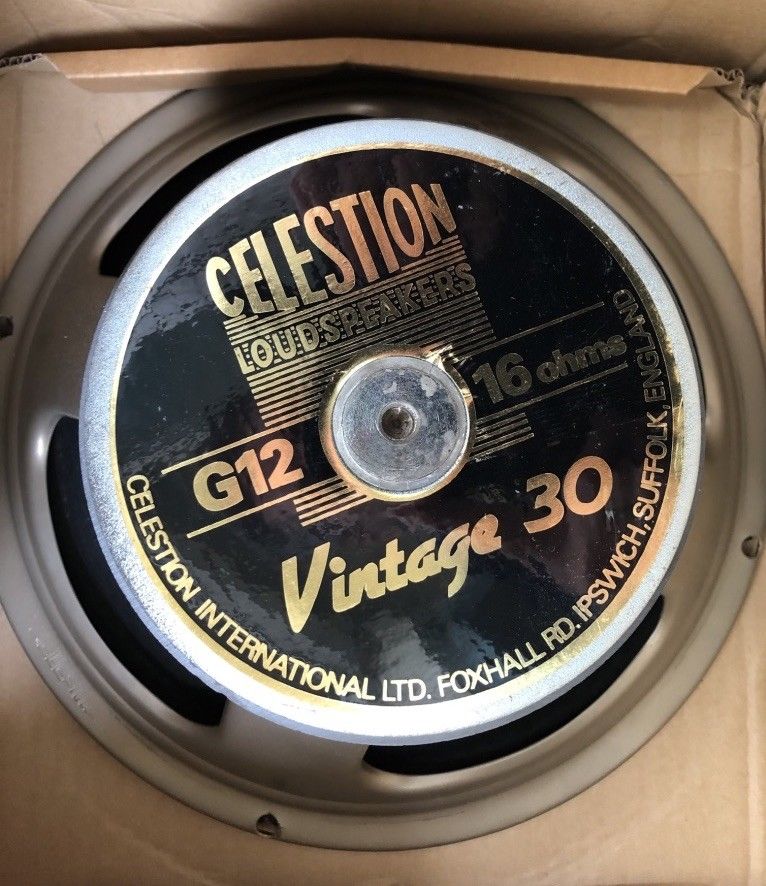 CELESTION
LOUDSPEAKERS
16 ohms
G12
Vintage 30
CELESTION INTERNATIONAL LTD. FOXHALL RD. IPSWICH. SUFFOLK, ENGLAND